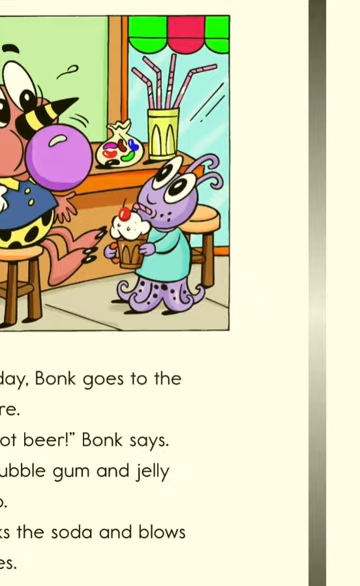 day, Bonk goes to the
re.
ot beer!" Bonk says.
ubble gum and jelly
o.
ks the soda and blows
es.